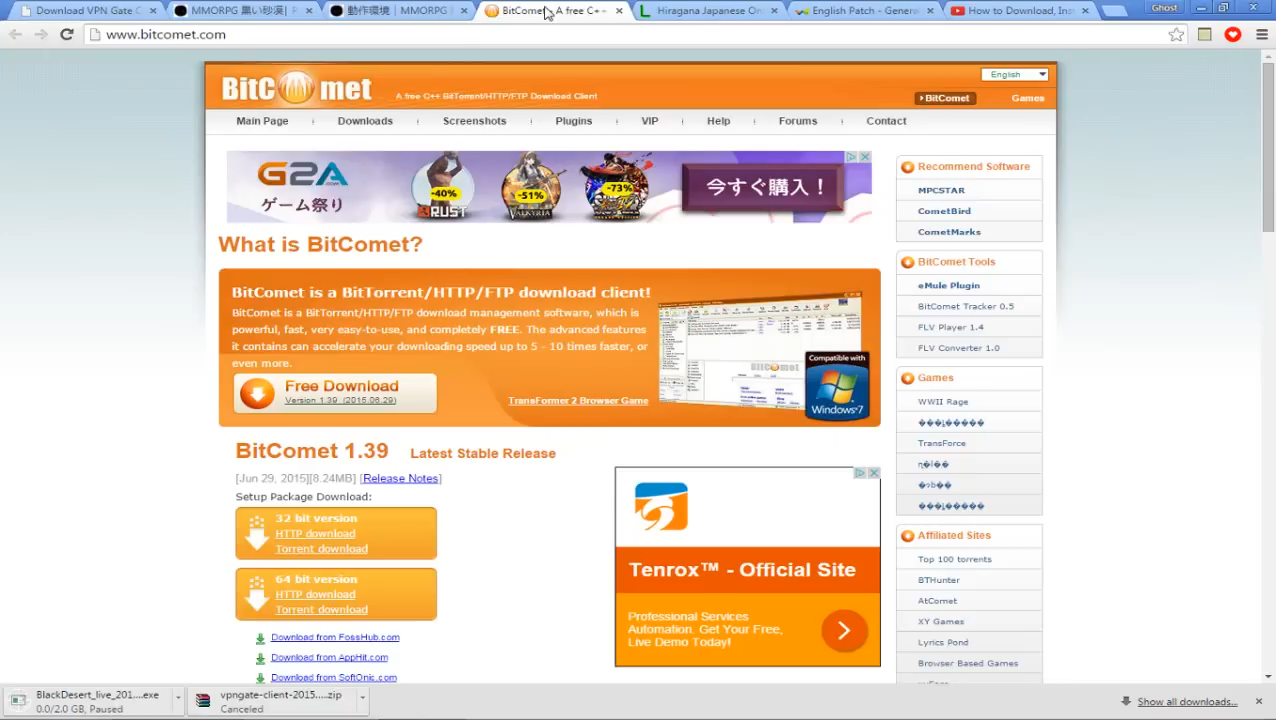 Download VPN Gate C
MMORPG 黒い砂漠|
動作環境 | MMORPG
BitComet - A free C++
Hiragana Japanese On
English Patch - Genera
How to Download, Ins
Ghost
www.bitcomet.com
BitComet
A free C++ BitTorrent/HTTP/FTP Download Client
English
BitComet
Games
Main Page
Downloads
Screenshots
Plugins
VIP
Help
Forums
Contact
G2A
ゲーム祭り
-40%
RUST
-51%
VALKYRIA
-73%
今すぐ購入！
What is BitComet?
BitComet is a BitTorrent/HTTP/FTP download client!
BitComet is a BitTorrent/HTTP/FTP download management software, which is
powerful, fast, very easy-to-use, and completely FREE. The advanced features
it contains can accelerate your downloading speed up to 5 - 10 times faster, or
even more.
Free Download
Version 1.39 (2015.06.29)
TransFormer 2 Browser Game
Compatible with
Windows 7
BitComet 1.39 Latest Stable Release
[Jun 29, 2015][8.24MB] [Release Notes]
Setup Package Download:
32 bit version
HTTP download
Torrent download
64 bit version
HTTP download
Torrent download
Download from FossHub.com
Download from AppHit.com
Download from SoftOnic.com
Tenrox™ - Official Site
Professional Services
Automation. Get Your Free,
Live Demo Today!
Recommend Software
MPCSTAR
CometBird
CometMarks
BitComet Tools
eMule Plugin
BitComet Tracker 0.5
FLV Player 1.4
FLV Converter 1.0
Games
WWII Rage
TransForce
Affiliated Sites
Top 100 torrents
BTHunter
AtComet
XY Games
Lyrics Pond
Browser Based Games
BlackDesert_live_201....exe
0.0/2.0 GB, Paused
vpngate-client-2015....zip
Canceled
Show all downloads...